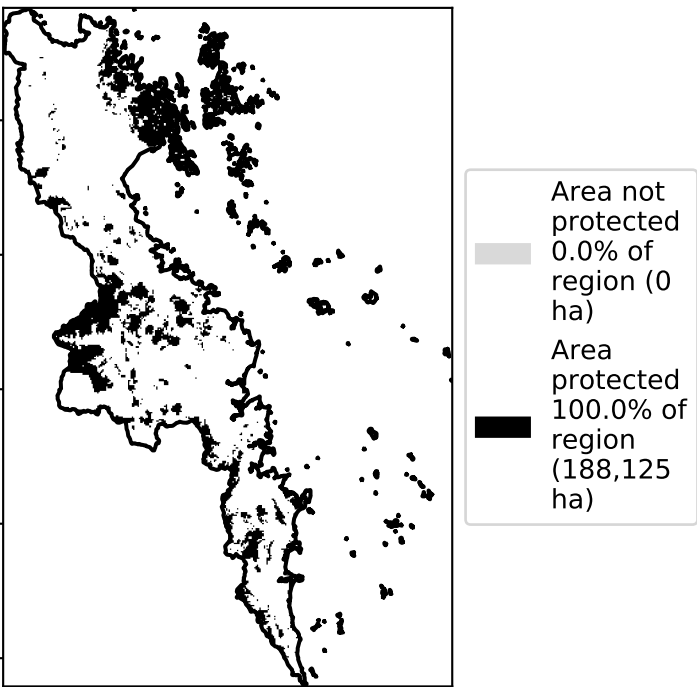 Area not
protected
0.0% of
region (0
ha)
Area
protected
100.0% of
region
(188,125
ha)